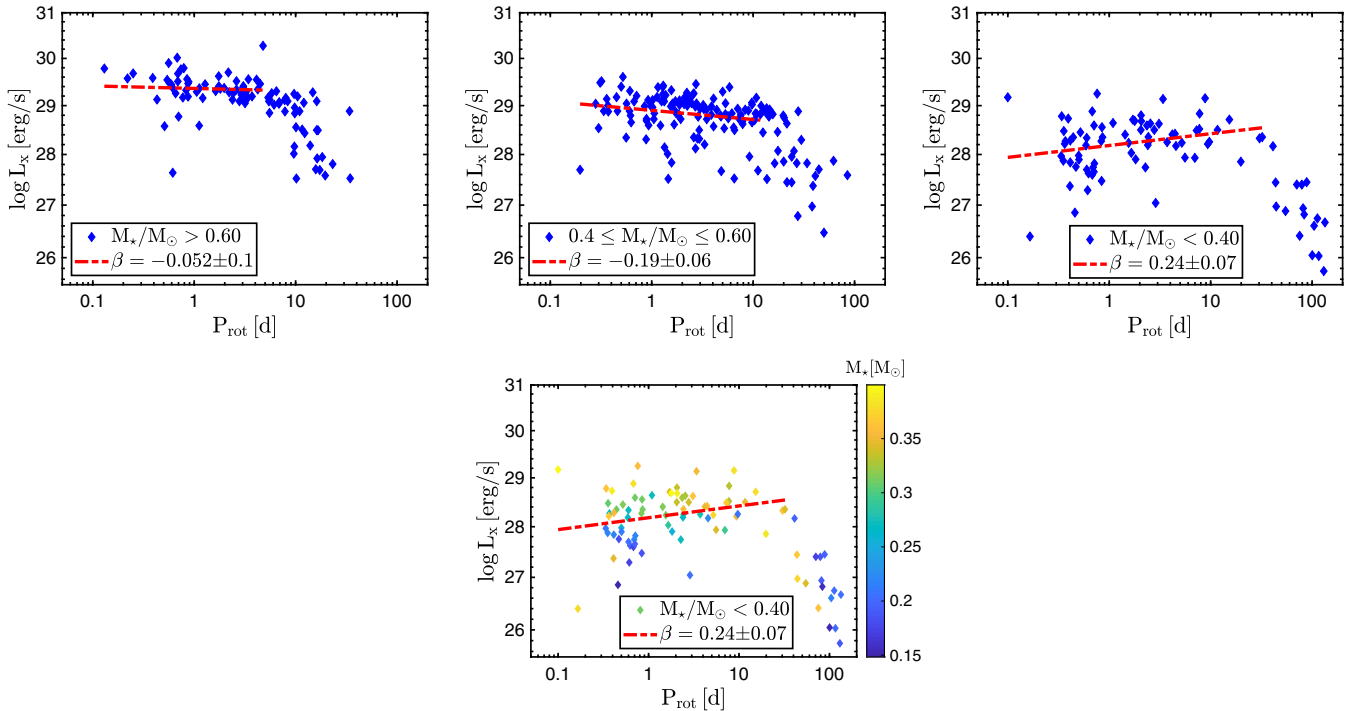 31
30
29
28
27
26
log Lₓ [erg/s]
M⋆/M⊙ > 0.60
β = −0.052±0.1
0.1 1 10 100
P_rot [d]
31
30
29
28
27
26
log Lₓ [erg/s]
0.4 ≤ M⋆/M⊙ ≤ 0.60
β = −0.19±0.06
0.1 1 10 100
P_rot [d]
31
30
29
28
27
26
log Lₓ [erg/s]
M⋆/M⊙ < 0.40
β = 0.24±0.07
0.1 1 10 100
P_rot [d]
31
30
29
28
27
26
log Lₓ [erg/s]
M⋆/M⊙ < 0.40
β = 0.24±0.07
0.1 1 10 100
P_rot [d]
M⋆[M⊙]
0.35
0.3
0.25
0.2
0.15